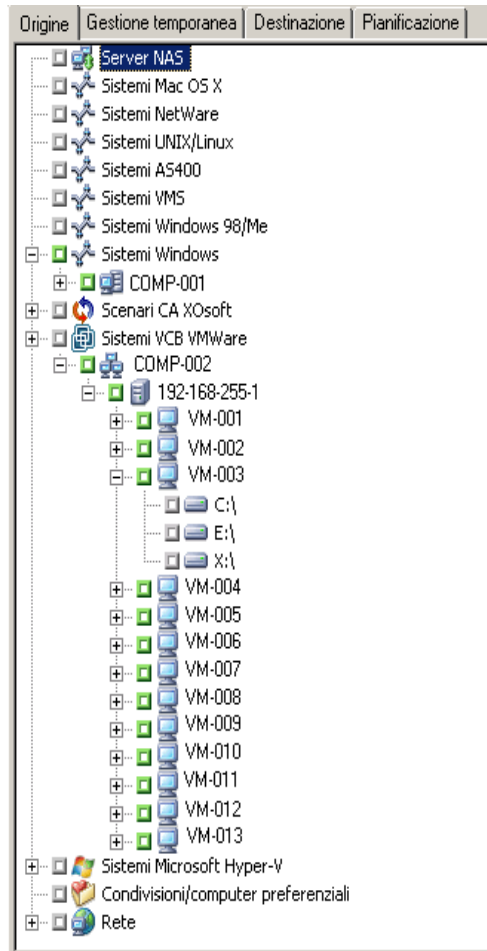 Origine Gestione temporanea Destinazione Pianificazione
Server NAS
Sistemi Mac OS X
Sistemi NetWare
Sistemi UNIX/Linux
Sistemi AS400
Sistemi VMS
Sistemi Windows 98/Me
Sistemi Windows
COMP-001
Scenari CA XOsoft
Sistemi VCB VMWare
COMP-002
192-168-255-1
VM-001
VM-002
VM-003
C:\
E:\
X:\
VM-004
VM-005
VM-006
VM-007
VM-008
VM-009
VM-010
VM-011
VM-012
VM-013
Sistemi Microsoft Hyper-V
Condivisioni/computer preferenziali
Rete